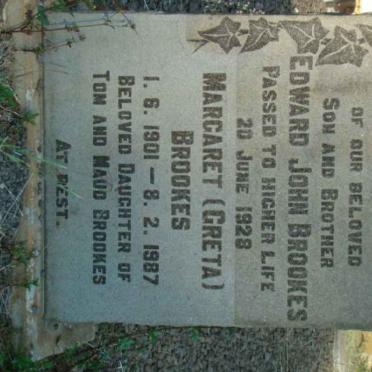 OF OUR BELOVED
SON AND BROTHER
EDWARD JOHN BROOKES
PASSED TO HIGHER LIFE
20 JUNE 1928
MARGARET (GRETA)
BROOKES
1. 6. 1901 – 8. 2. 1987
BELOVED DAUGHTER OF
TOM AND MAUD BROOKES
AT REST.